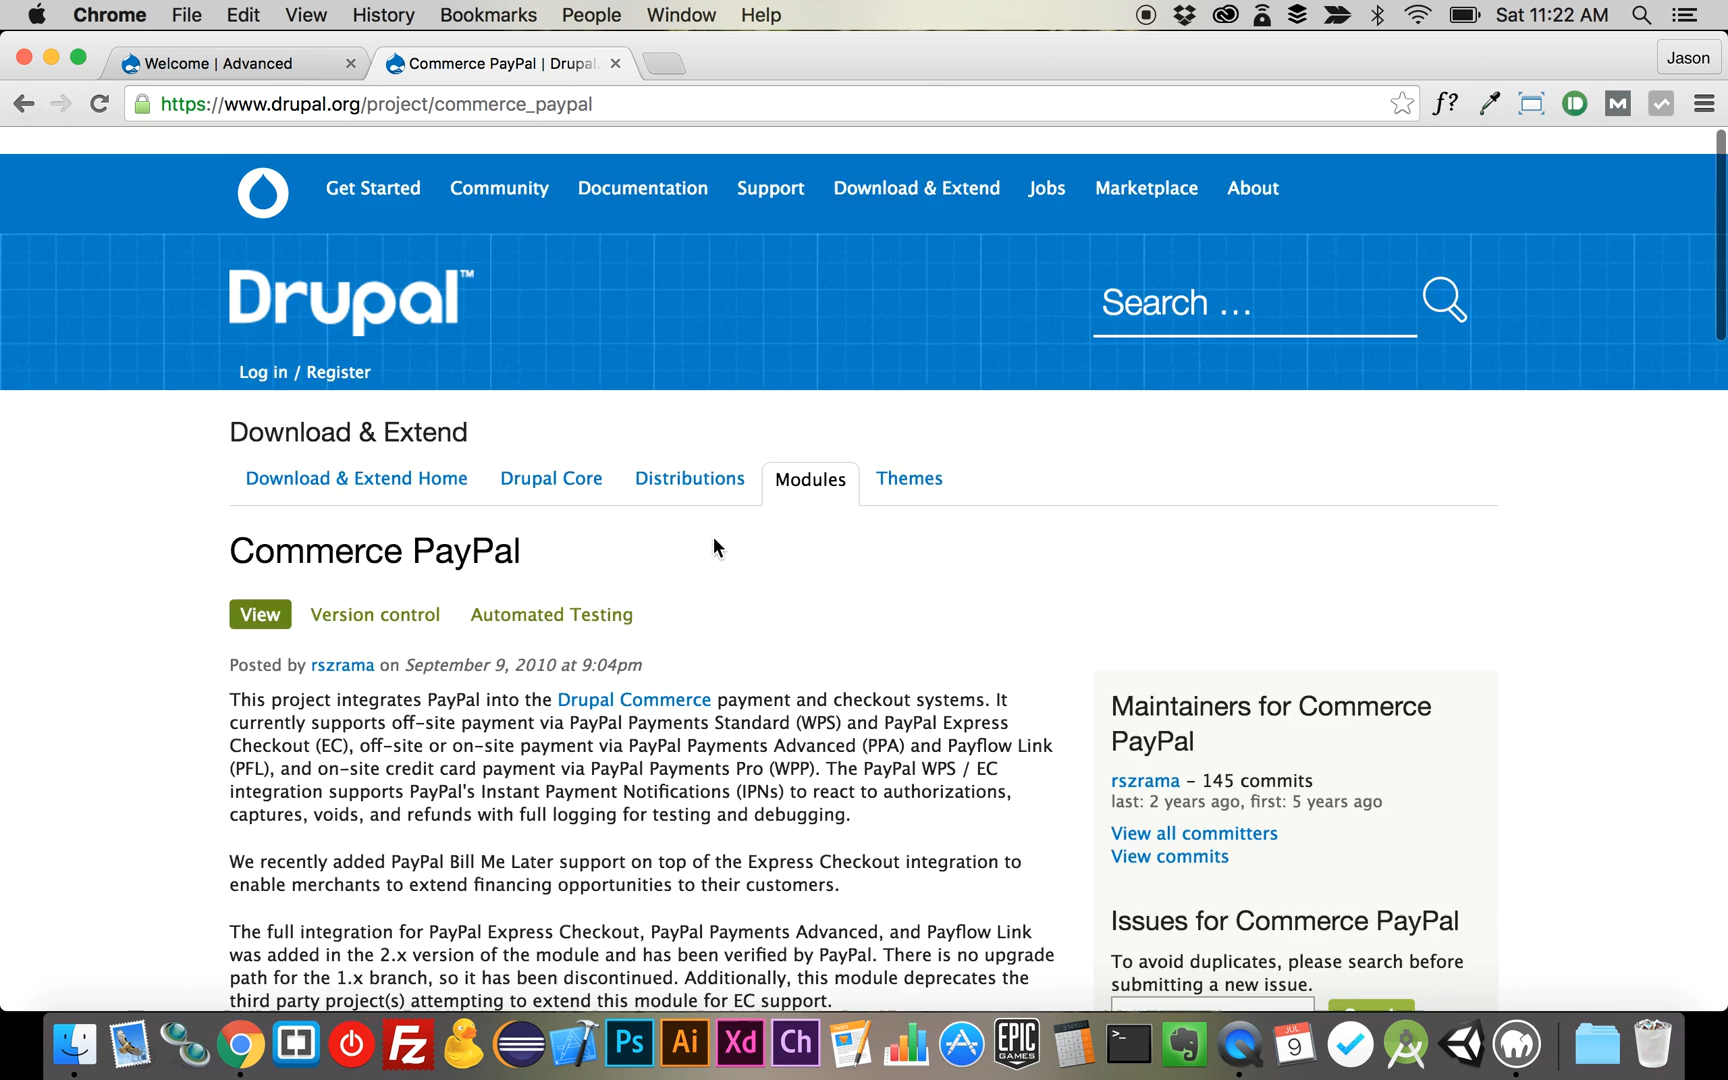 Chrome File Edit View History Bookmarks People Window Help Sat 11:22 AM
Welcome | Advanced
Commerce PayPal | Drupal
Jason
https://www.drupal.org/project/commerce_paypal
f?
M
Get Started Community Documentation Support Download & Extend Jobs Marketplace About
Drupal™
Search ...
Log in / Register
Download & Extend
Download & Extend Home Drupal Core Distributions Modules Themes
Commerce PayPal
View Version control Automated Testing
Posted by rszrama on September 9, 2010 at 9:04pm
This project integrates PayPal into the Drupal Commerce payment and checkout systems. It
currently supports off-site payment via PayPal Payments Standard (WPS) and PayPal Express
Checkout (EC), off-site or on-site payment via PayPal Payments Advanced (PPA) and Payflow Link
(PFL), and on-site credit card payment via PayPal Payments Pro (WPP). The PayPal WPS / EC
integration supports PayPal's Instant Payment Notifications (IPNs) to react to authorizations,
captures, voids, and refunds with full logging for testing and debugging.
We recently added PayPal Bill Me Later support on top of the Express Checkout integration to
enable merchants to extend financing opportunities to their customers.
The full integration for PayPal Express Checkout, PayPal Payments Advanced, and Payflow Link
was added in the 2.x version of the module and has been verified by PayPal. There is no upgrade
path for the 1.x branch, so it has been discontinued. Additionally, this module deprecates the
third party project(s) attempting to extend this module for EC support.
Maintainers for Commerce
PayPal
rszrama – 145 commits
last: 2 years ago, first: 5 years ago
View all committers
View commits
Issues for Commerce PayPal
To avoid duplicates, please search before
submitting a new issue.
Fz Ps Ai Xd Ch EPIC GAMES JUL 9